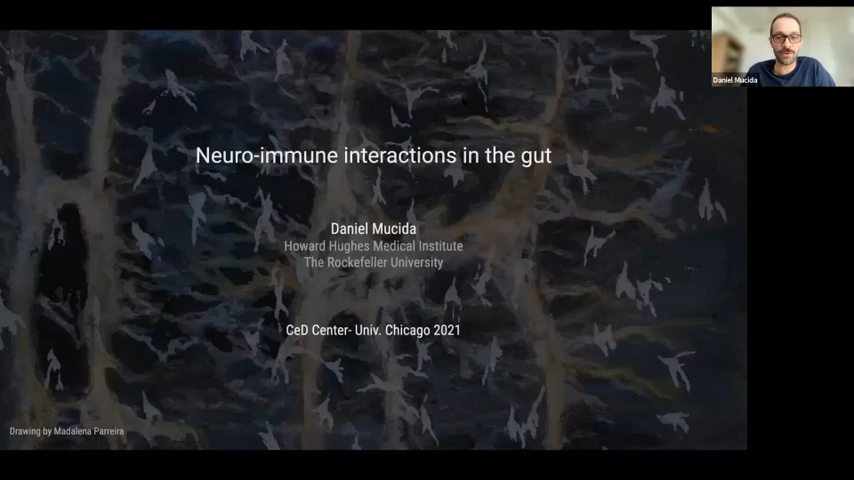 Neuro-immune interactions in the gut
Daniel Mucida
Howard Hughes Medical Institute
The Rockefeller University
CeD Center- Univ. Chicago 2021
Drawing by Madalena Parreira
Daniel Mucida